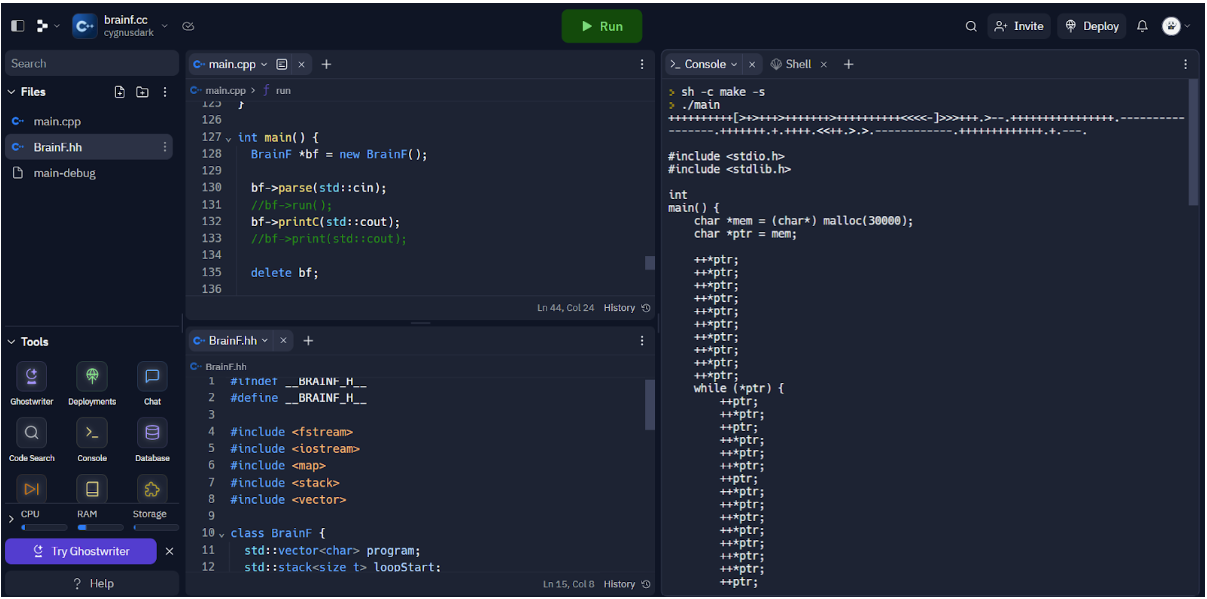 brainf.cc
cygnusdark
Run
Invite
Deploy
Search
Files
main.cpp
BrainF.hh
main-debug
Tools
Ghostwriter
Deployments
Chat
Code Search
Console
Database
CPU
RAM
Storage
Try Ghostwriter
? Help
main.cpp
main.cpp > f run
125 }
126
127 int main() {
128 BrainF *bf = new BrainF();
129
130 bf->parse(std::cin);
131 //bf->run();
132 bf->printC(std::cout);
133 //bf->print(std::cout);
134
135 delete bf;
136
Ln 44, Col 24 History
BrainF.hh
BrainF.hh
1 #ifndef __BRAINF_H__
2 #define __BRAINF_H__
3
4 #include <fstream>
5 #include <iostream>
6 #include <map>
7 #include <stack>
8 #include <vector>
9
10 class BrainF {
11 std::vector<char> program;
12 std::stack<size_t> loopStart;
Ln 15, Col 8 History
Console
Shell
> sh -c make -s
> ./main
++++++++++[>+>+++>+++++++>++++++++++<<<<-]>>>+++.>--.++++++++++++++++.----------
-------.+++++++.+.++++.<<++.>.>.------------.+++++++++++++.+.---.
#include <stdio.h>
#include <stdlib.h>
int
main() {
char *mem = (char*) malloc(30000);
char *ptr = mem;
++*ptr;
++*ptr;
++*ptr;
++*ptr;
++*ptr;
++*ptr;
++*ptr;
++*ptr;
++*ptr;
++*ptr;
while (*ptr) {
++ptr;
++*ptr;
++ptr;
++*ptr;
++*ptr;
++*ptr;
++ptr;
++*ptr;
++*ptr;
++*ptr;
++*ptr;
++*ptr;
++*ptr;
++*ptr;
++ptr;